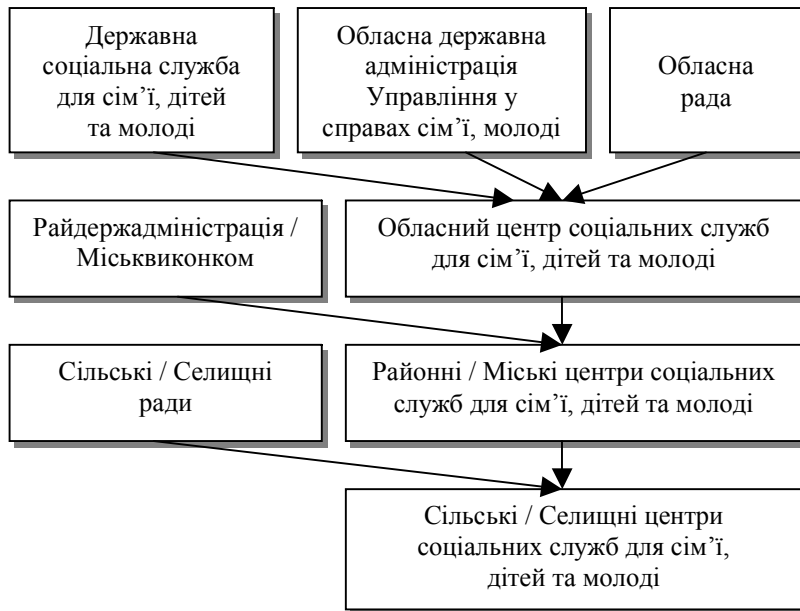 Державна
соціальна служба
для сім’ї, дітей
та молоді
Обласна державна
адміністрація
Управління у
справах сім’ї, молоді
Обласна
рада
Райдержадміністрація /
Міськвиконком
Обласний центр соціальних служб
для сім’ї, дітей та молоді
Сільські / Селищні
ради
Районні / Міські центри соціальних
служб для сім’ї, дітей та молоді
Сільські / Селищні центри
соціальних служб для сім’ї,
дітей та молоді